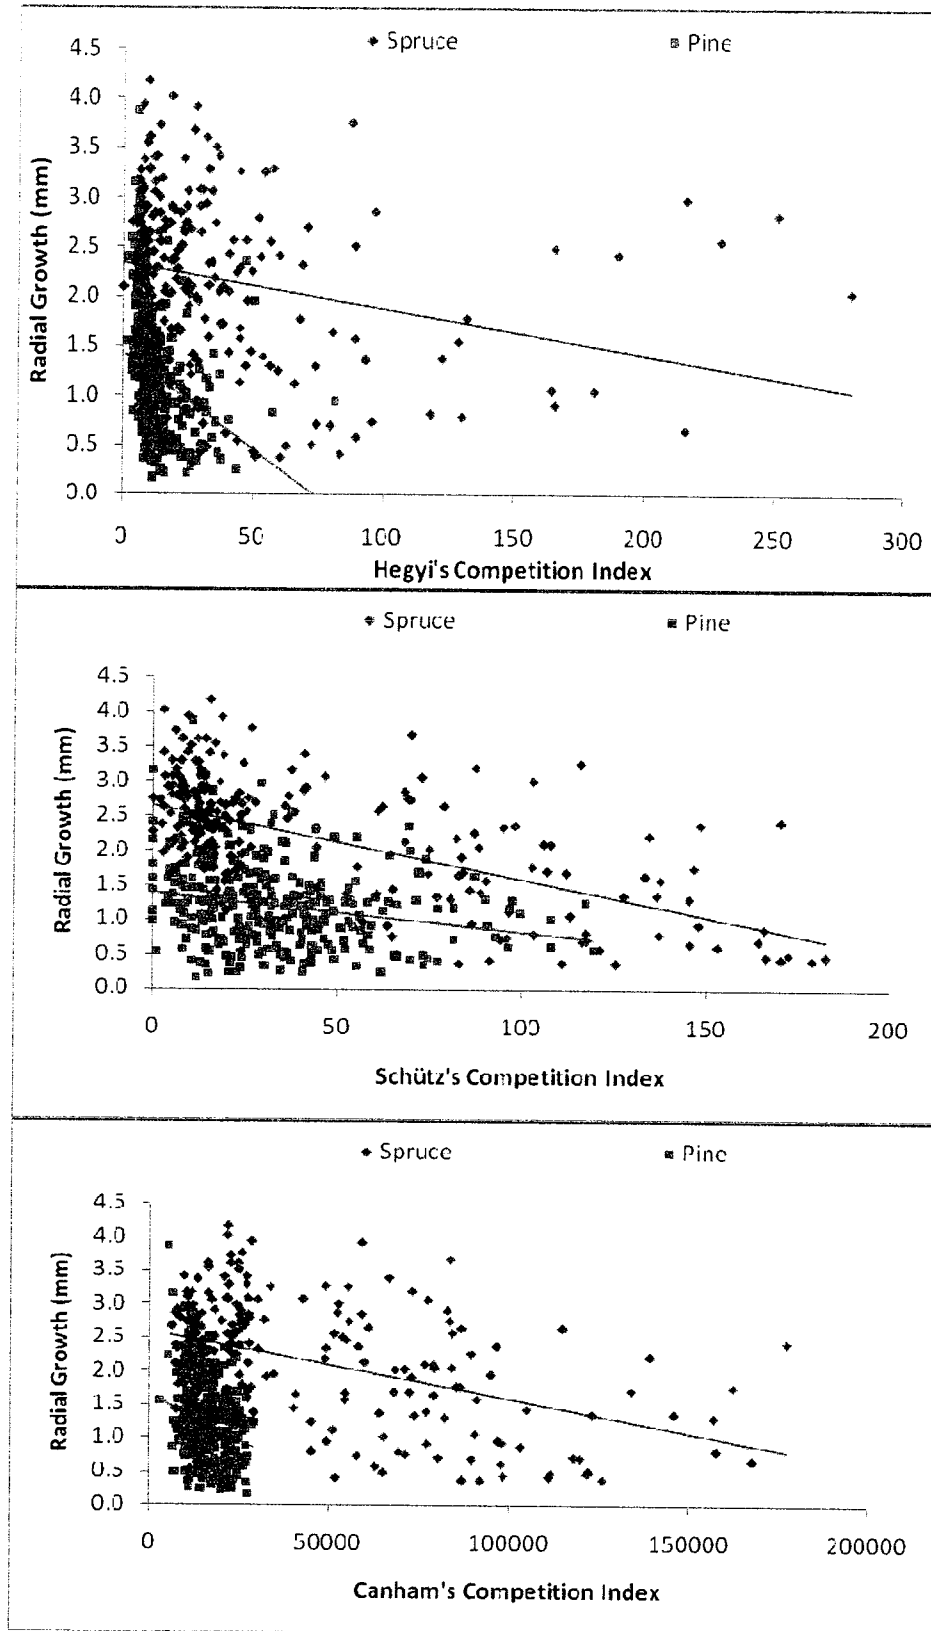 Spruce Pine
4.5
4.0
3.5
3.0
2.5
2.0
1.5
1.0
0.5
0.0
Radial Growth (mm)
0 50 100 150 200 250 300
Hegyi's Competition Index
Spruce Pine
4.5
4.0
3.5
3.0
2.5
2.0
1.5
1.0
0.5
0.0
Radial Growth (mm)
0 50 100 150 200
Schütz's Competition Index
Spruce Pine
4.5
4.0
3.5
3.0
2.5
2.0
1.5
1.0
0.5
0.0
Radial Growth (mm)
0 50000 100000 150000 200000
Canham's Competition Index